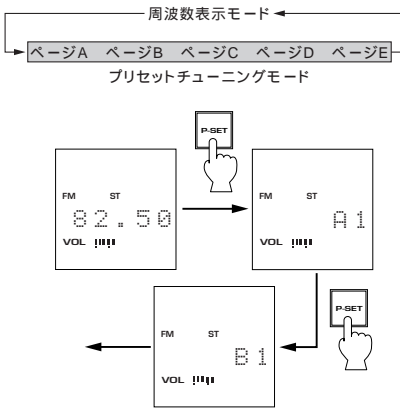 周波数表示モード
ページA ページB ページC ページD ページE
プリセットチューニングモード
P-SET
FM ST
82.50
VOL
FM ST
A1
VOL
P-SET
FM ST
B1
VOL